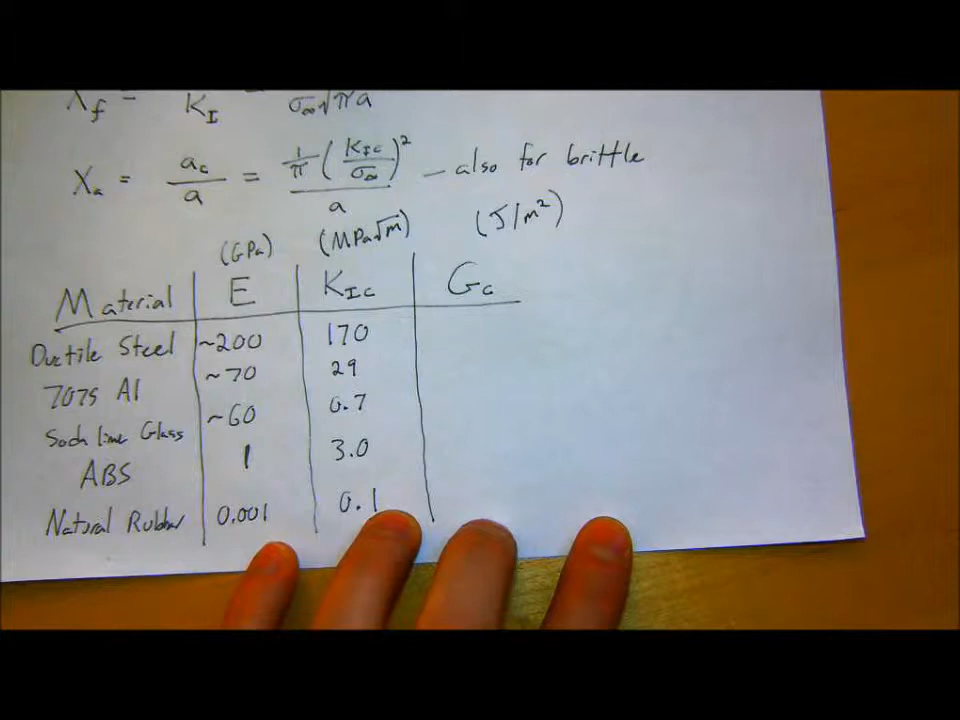 X_f = / K_I = / σ_∞√πa
X_a = a_c / a = 1/π (K_Ic / σ_∞)² / a — also for brittle
(GPa) (MPa√m) (J/m²)
Material E K_Ic G_c
Ductile Steel ~200 170
7075 Al ~70 29
Soda lime Glass ~60 0.7
ABS 1 3.0
Natural Rubber 0.001 0.1